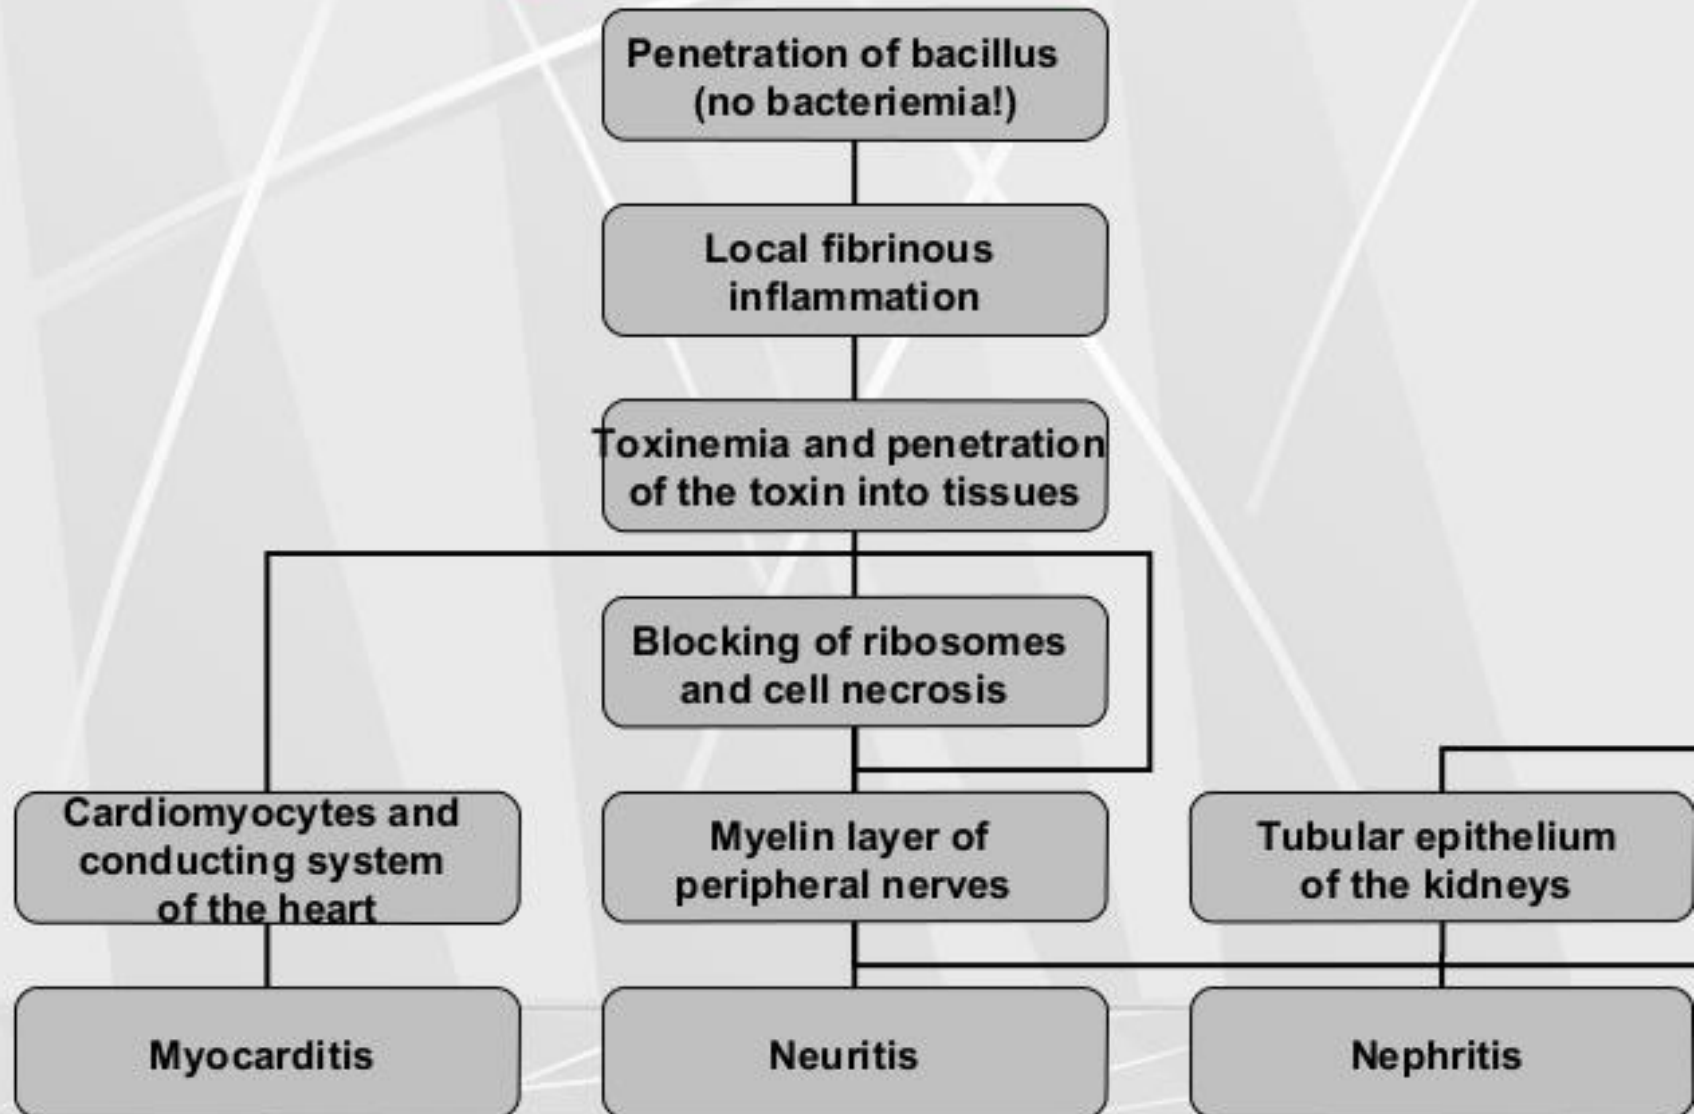 Penetration of bacillus
(no bacteriemia!)
Local fibrinous
inflammation
Toxinemia and penetration
of the toxin into tissues
Blocking of ribosomes
and cell necrosis
Cardiomyocytes and
conducting system
of the heart
Myelin layer of
peripheral nerves
Tubular epithelium
of the kidneys
Myocarditis
Neuritis
Nephritis